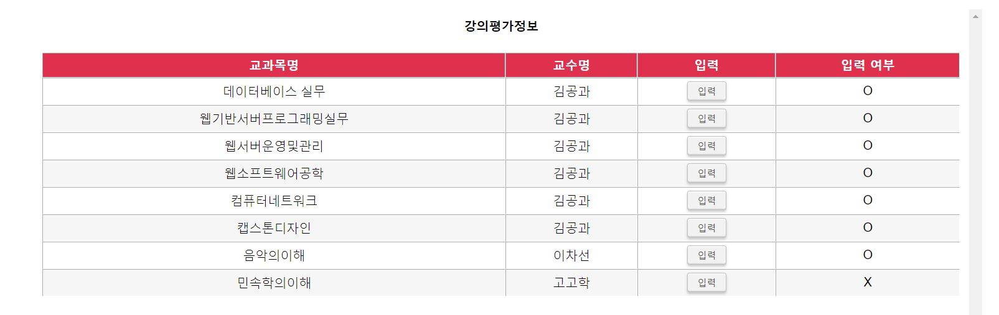 강의평가정보
교과목명 교수명 입력 입력 여부
데이터베이스 실무 김공과 입력 O
웹기반서버프로그래밍실무 김공과 입력 O
웹서버운영및관리 김공과 입력 O
웹소프트웨어공학 김공과 입력 O
컴퓨터네트워크 김공과 입력 O
캡스톤디자인 김공과 입력 O
음악의이해 이차선 입력 O
민속학의이해 고고학 입력 X